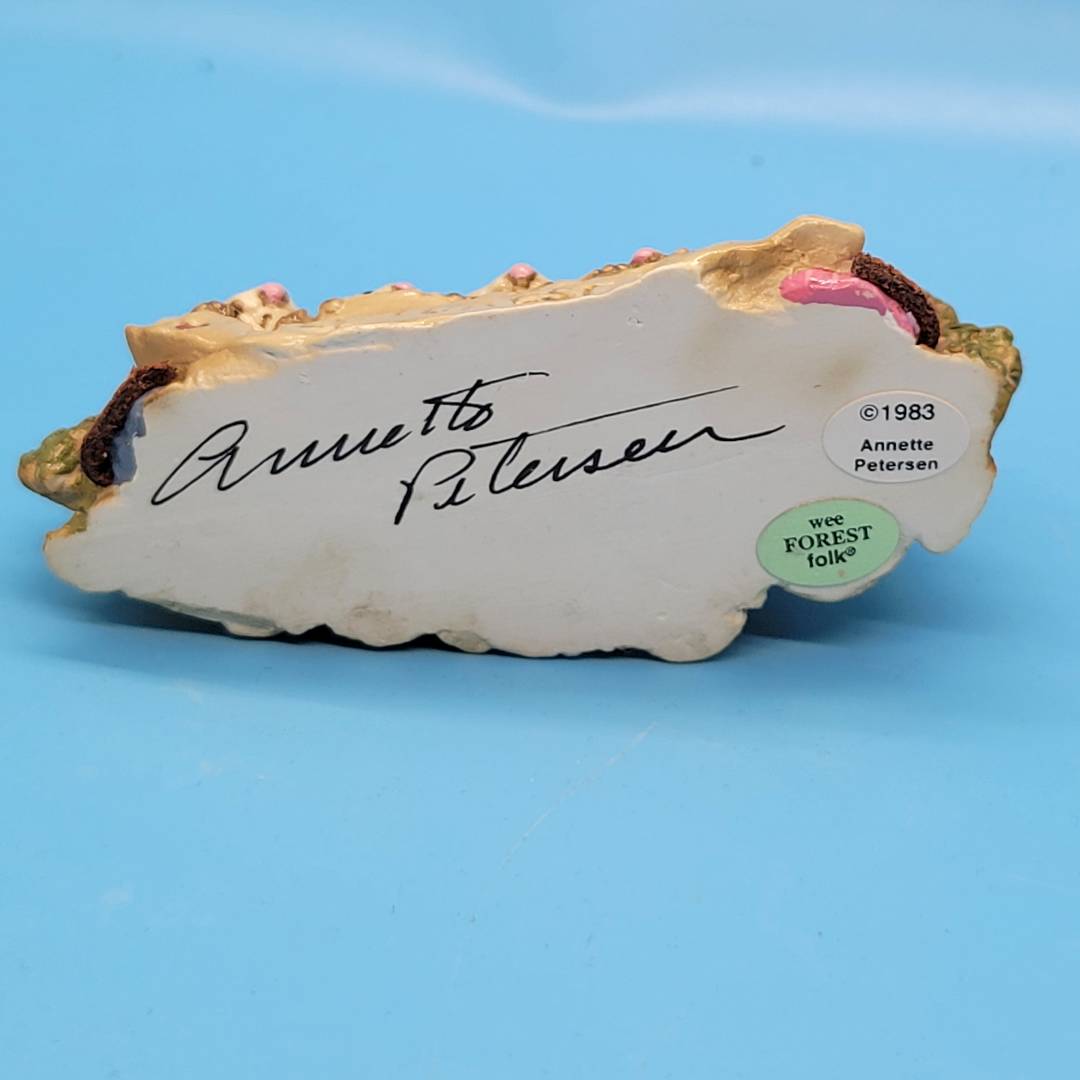 Annette
Petersen
©1983
Annette
Petersen
wee
FOREST
folk®